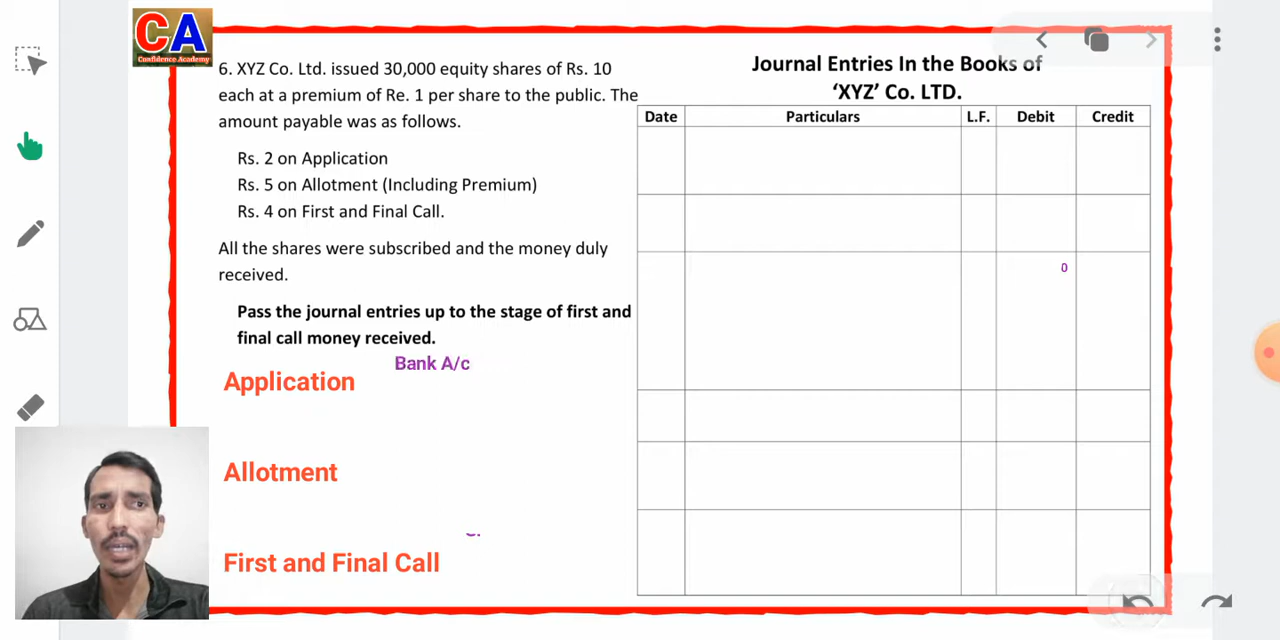 CA
Confidence Academy
6. XYZ Co. Ltd. issued 30,000 equity shares of Rs. 10
each at a premium of Re. 1 per share to the public. The
amount payable was as follows.
Rs. 2 on Application
Rs. 5 on Allotment (Including Premium)
Rs. 4 on First and Final Call.
All the shares were subscribed and the money duly
received.
Pass the journal entries up to the stage of first and
final call money received.
Bank A/c
Application
Allotment
First and Final Call
Journal Entries In the Books of
‘XYZ’ Co. LTD.
Date Particulars L.F. Debit Credit
0